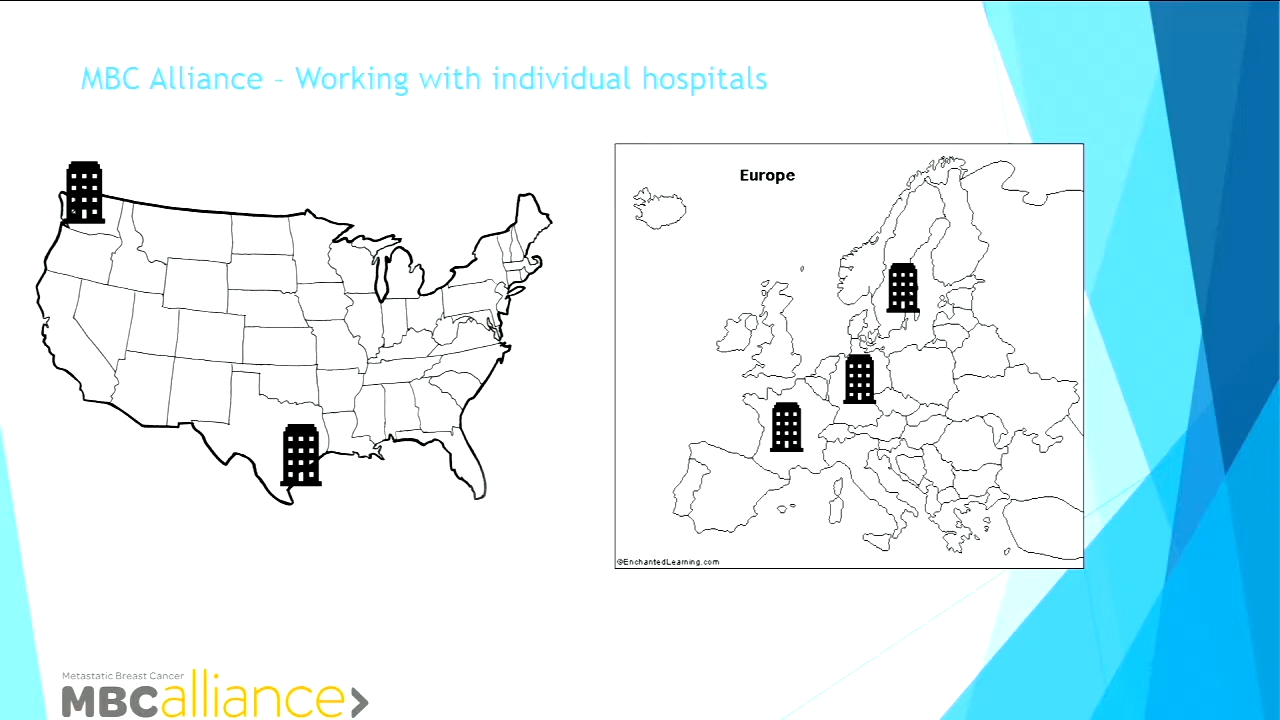 MBC Alliance – Working with individual hospitals
Europe
©EnchantedLearning.com
Metastatic Breast Cancer
MBCalliance>